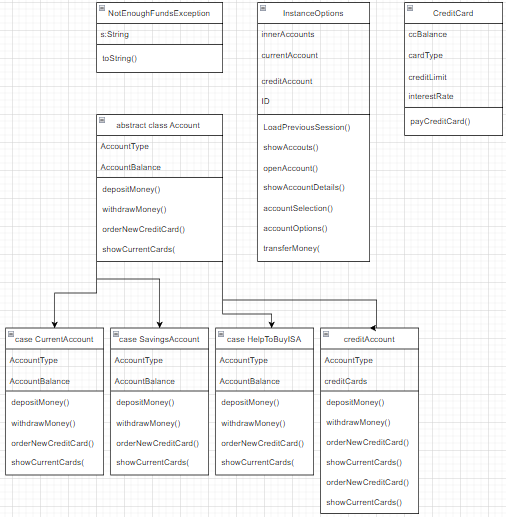 NotEnoughFundsException
s:String
toString()
InstanceOptions
innerAccounts
currentAccount
creditAccount
ID
LoadPreviousSession()
showAccouts()
openAccount()
showAccountDetails()
accountSelection()
accountOptions()
transferMoney(
CreditCard
ccBalance
cardType
creditLimit
interestRate
payCreditCard()
abstract class Account
AccountType
AccountBalance
depositMoney()
withdrawMoney()
orderNewCreditCard()
showCurrentCards(
case CurrentAccount
AccountType
AccountBalance
depositMoney()
withdrawMoney()
orderNewCreditCard()
showCurrentCards(
case SavingsAccount
AccountType
AccountBalance
depositMoney()
withdrawMoney()
orderNewCreditCard()
showCurrentCards(
case HelpToBuyISA
AccountType
AccountBalance
depositMoney()
withdrawMoney()
orderNewCreditCard()
showCurrentCards(
creditAccount
AccountType
creditCards
depositMoney()
withdrawMoney()
orderNewCreditCard()
showCurrentCards()
orderNewCreditCard()
showCurrentCards()